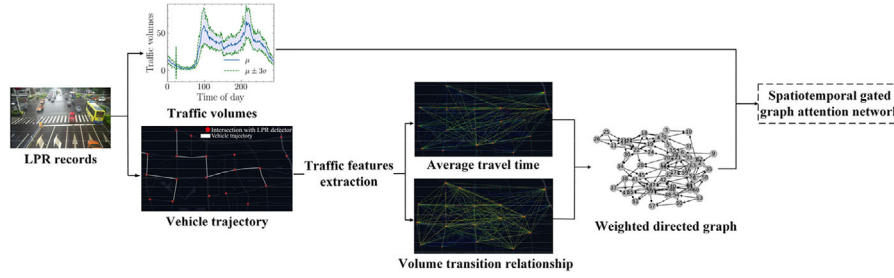 LPR records
Traffic volumes
50
0
0
100
200
μ
μ ± 3σ
Time of day
Traffic volumes
Intersection with LPR detector
Vehicle trajectory
Vehicle trajectory
Traffic features
extraction
Average travel time
Volume transition relationship
Weighted directed graph
Spatiotemporal gated
graph attention network